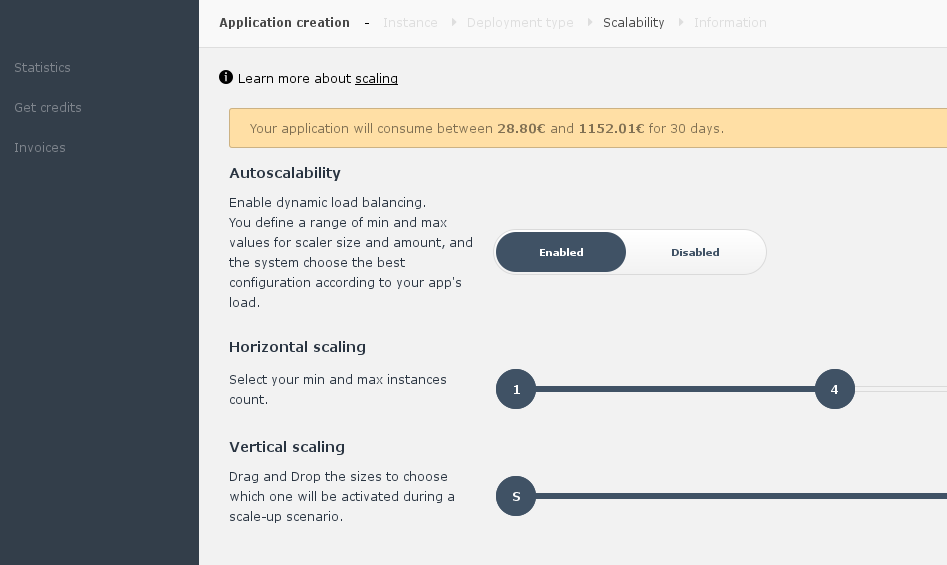 Application creation - Instance Deployment type Scalability Information
Statistics
Get credits
Invoices
Learn more about scaling
Your application will consume between 28.80€ and 1152.01€ for 30 days.
Autoscalability
Enable dynamic load balancing.
You define a range of min and max
values for scaler size and amount, and
the system choose the best
configuration according to your app's
load.
Enabled Disabled
Horizontal scaling
Select your min and max instances
count.
1 4
Vertical scaling
Drag and Drop the sizes to choose
which one will be activated during a
scale-up scenario.
S